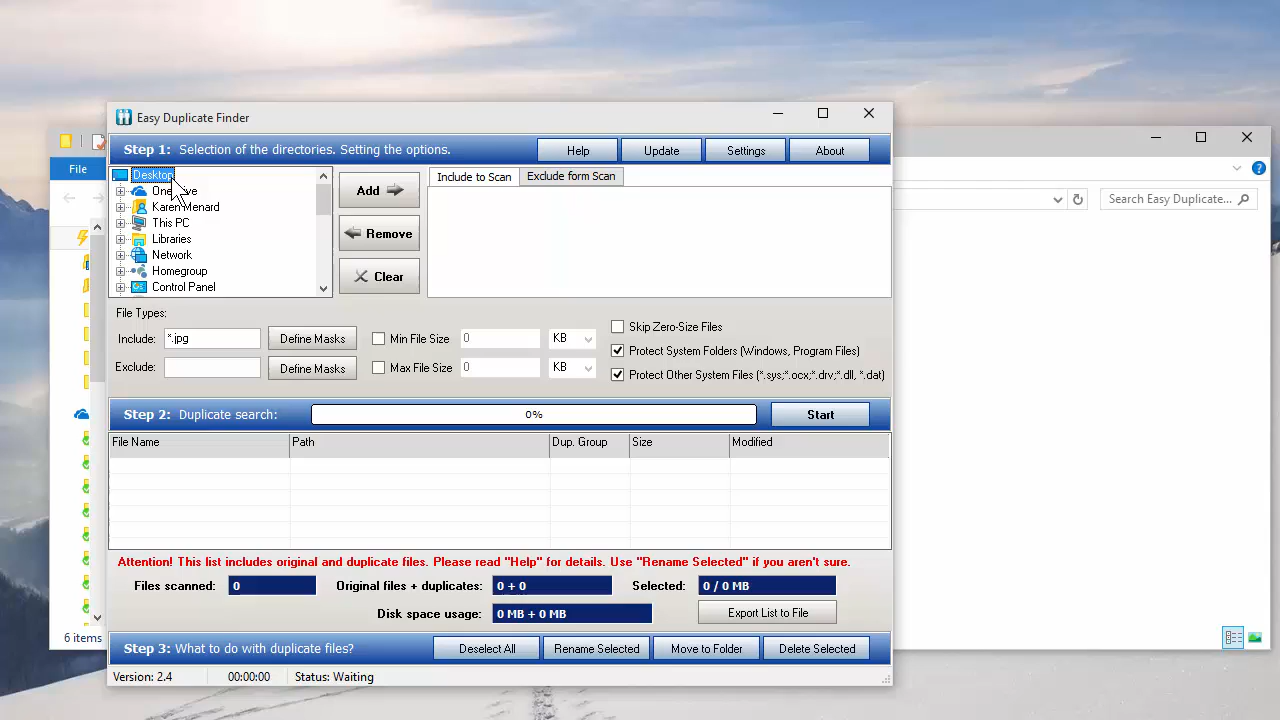 Easy Duplicate Finder
Step 1: Selection of the directories. Setting the options.
Help
Update
Settings
About
File
Desktop
Karen Menard
This PC
Libraries
Network
Homegroup
Control Panel
Add
Remove
Clear
Include to Scan
Exclude form Scan
Search Easy Duplicate...
File Types:
Include: *.jpg
Define Masks
Min File Size
0
KB
Exclude:
Define Masks
Max File Size
0
KB
Skip Zero-Size Files
Protect System Folders (Windows, Program Files)
Protect Other System Files (*.sys;*.ocx;*.drv;*.dll, *.dat)
Step 2: Duplicate search:
0%
Start
File Name
Path
Dup. Group
Size
Modified
Attention! This list includes original and duplicate files. Please read "Help" for details. Use "Rename Selected" if you aren't sure.
Files scanned: 0
Original files + duplicates: 0 + 0
Selected: 0 / 0 MB
Disk space usage: 0 MB + 0 MB
Export List to File
6 items
Step 3: What to do with duplicate files?
Deselect All
Rename Selected
Move to Folder
Delete Selected
Version: 2.4
00:00:00
Status: Waiting